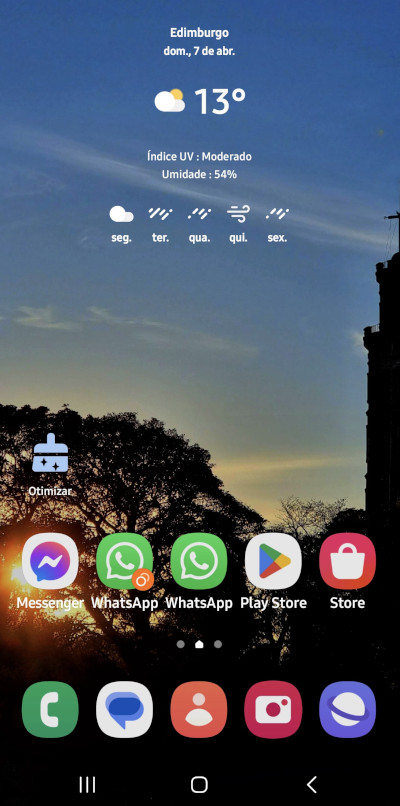 Edimburgo
dom., 7 de abr.
13°
Índice UV : Moderado
Umidade : 54%
seg. ter. qua. qui. sex.
Otimizar
Messenger WhatsApp WhatsApp Play Store Store